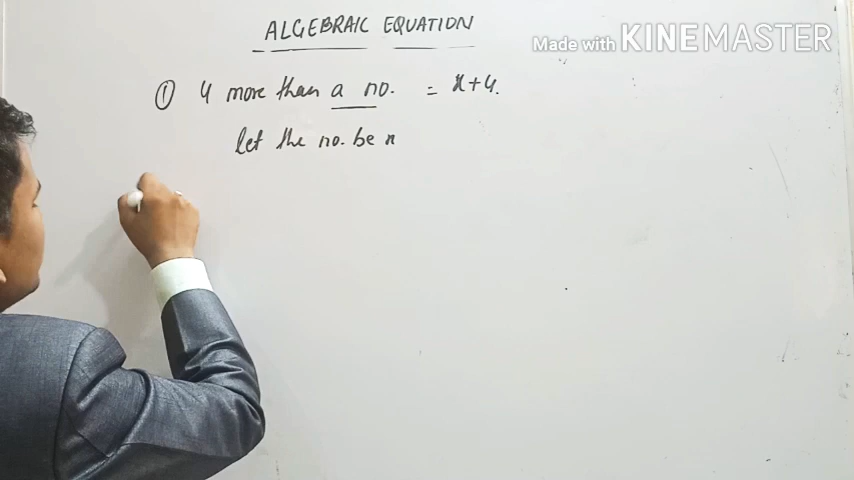 ALGEBRAIC EQUATION
Made with KINEMASTER
① 4 more than a no. = x+4.
let the no. be x